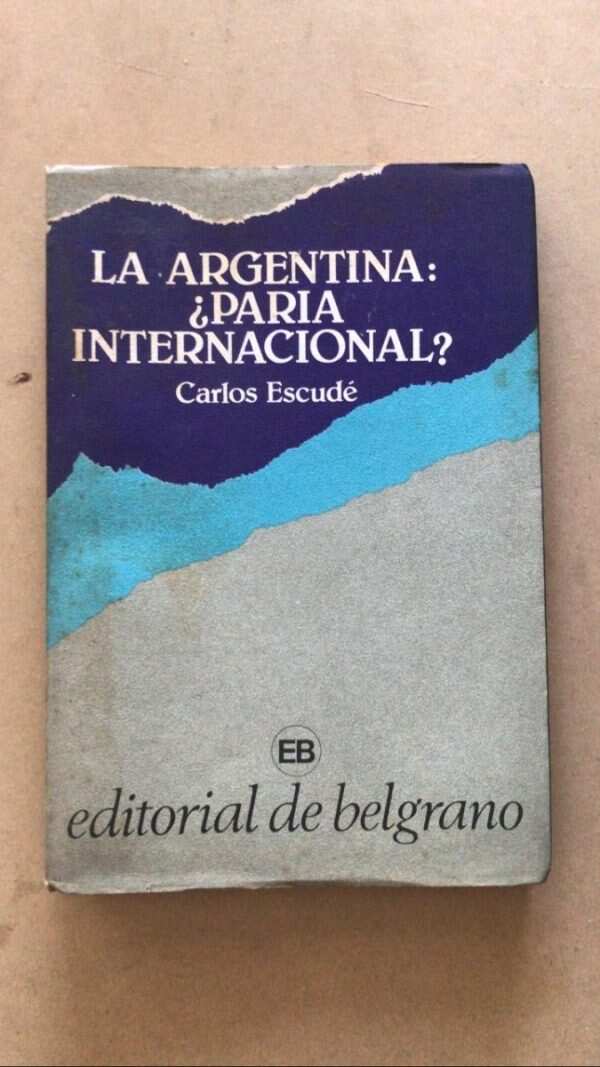 LA ARGENTINA:
¿PARIA
INTERNACIONAL?
Carlos Escudé
EB
editorial de belgrano